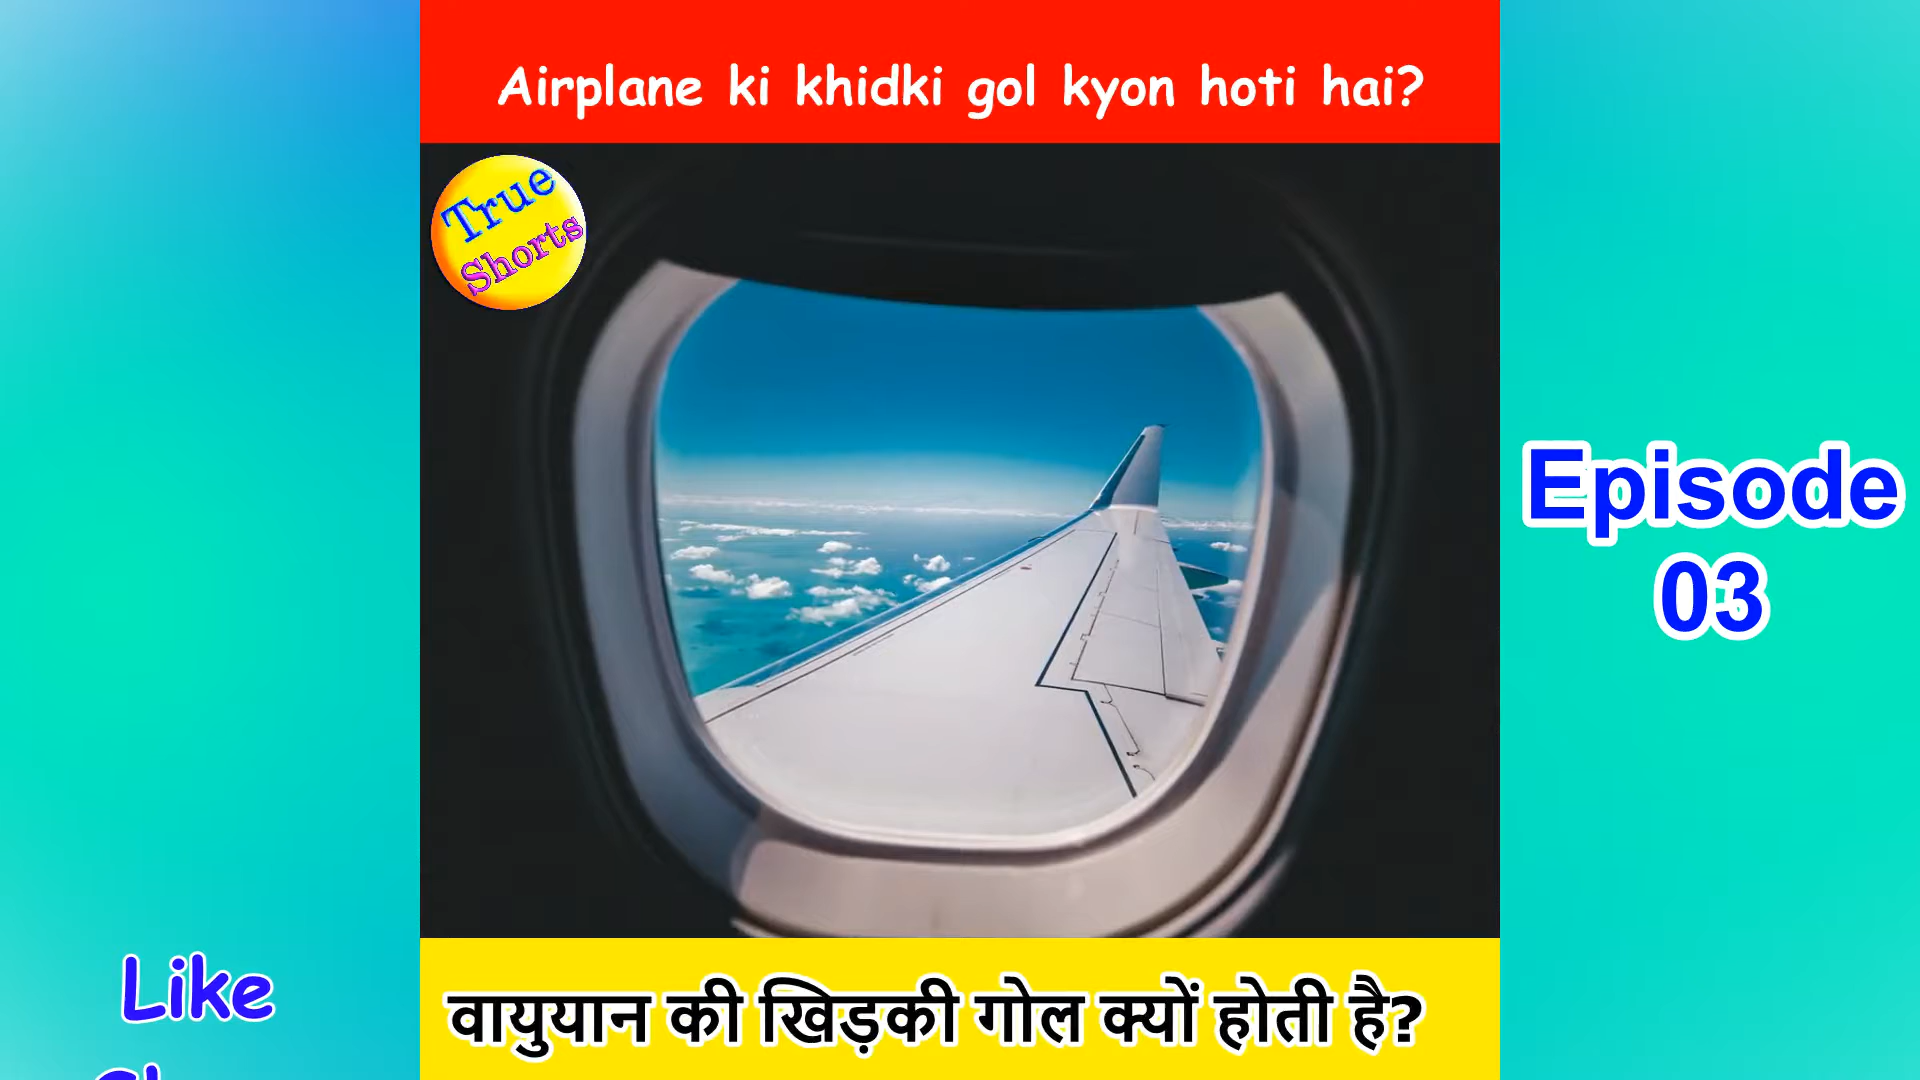 Airplane ki khidki gol kyon hoti hai?
True
Shorts
Episode
03
Like
वायुयान की खिड़की गोल क्यों होती है?